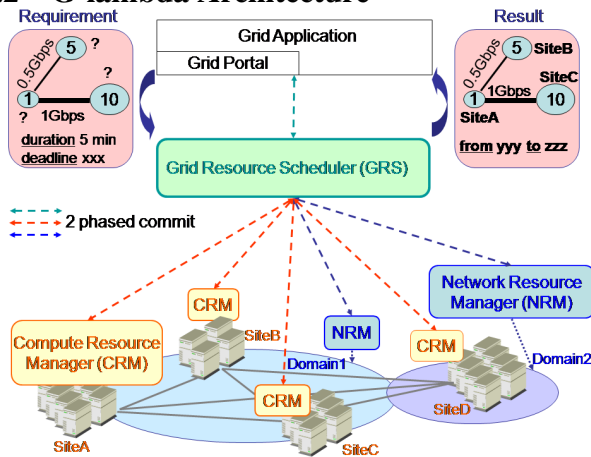 G-lambda Architecture
Requirement
?
5
0.5Gbps
?
1
10
?
1Gbps
duration 5 min
deadline xxx
Grid Application
Grid Portal
Result
5
SiteB
0.5Gbps
SiteC
1
1Gbps
10
SiteA
from yyy to zzz
Grid Resource Scheduler (GRS)
2 phased commit
Network Resource
Manager (NRM)
CRM
NRM
SiteB
CRM
Compute Resource
Manager (CRM)
Domain1
Domain2
CRM
SiteD
SiteA
SiteC